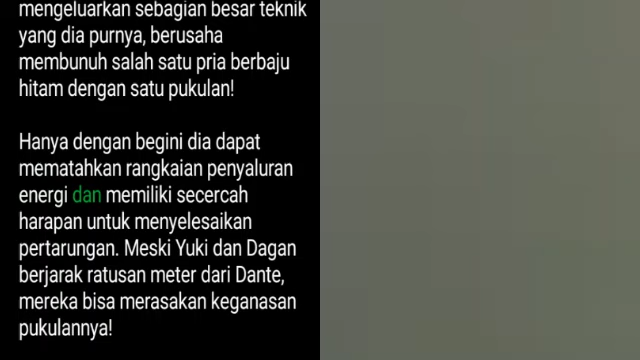 mengeluarkan sebagian besar teknik
yang dia purnya, berusaha
membunuh salah satu pria berbaju
hitam dengan satu pukulan!
Hanya dengan begini dia dapat
mematahkan rangkaian penyaluran
energi dan memiliki secercah
harapan untuk menyelesaikan
pertarungan. Meski Yuki dan Dagan
berjarak ratusan meter dari Dante,
mereka bisa merasakan keganasan
pukulannya!